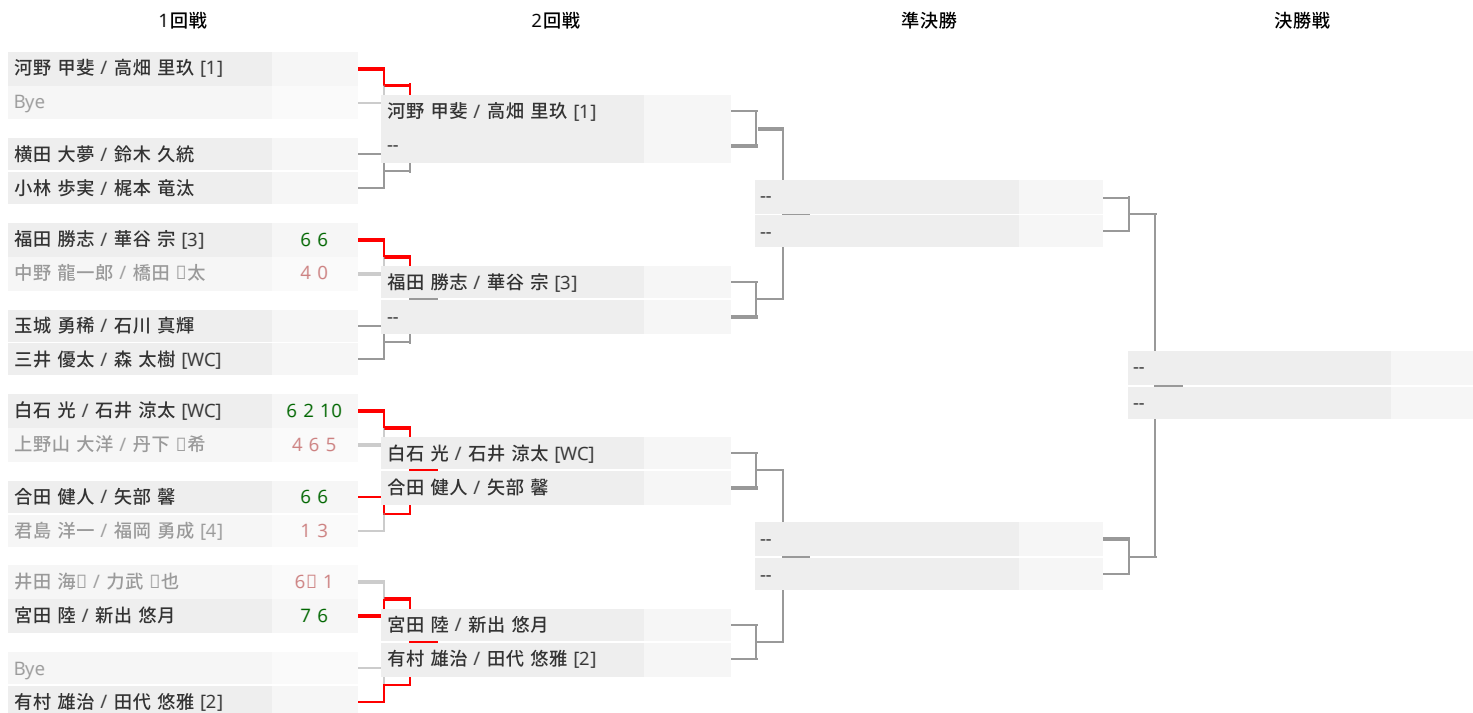 1回戦
2回戦
準決勝
決勝戦
河野 甲斐 / 高畑 里玖 [1]
Bye
横田 大夢 / 鈴木 久統
小林 歩実 / 梶本 竜汰
福田 勝志 / 華谷 宗 [3] 6 6
中野 龍一郎 / 橋田 太 4 0
玉城 勇稀 / 石川 真輝
三井 優太 / 森 太樹 [WC]
白石 光 / 石井 涼太 [WC] 6 2 10
上野山 大洋 / 丹下 希 4 6 5
合田 健人 / 矢部 馨 6 6
君島 洋一 / 福岡 勇成 [4] 1 3
井田 海 / 力武 也 6 1
宮田 陸 / 新出 悠月 7 6
Bye
有村 雄治 / 田代 悠雅 [2]
河野 甲斐 / 高畑 里玖 [1]
--
福田 勝志 / 華谷 宗 [3]
--
白石 光 / 石井 涼太 [WC]
合田 健人 / 矢部 馨
宮田 陸 / 新出 悠月
有村 雄治 / 田代 悠雅 [2]
--
--
--
--
--
--